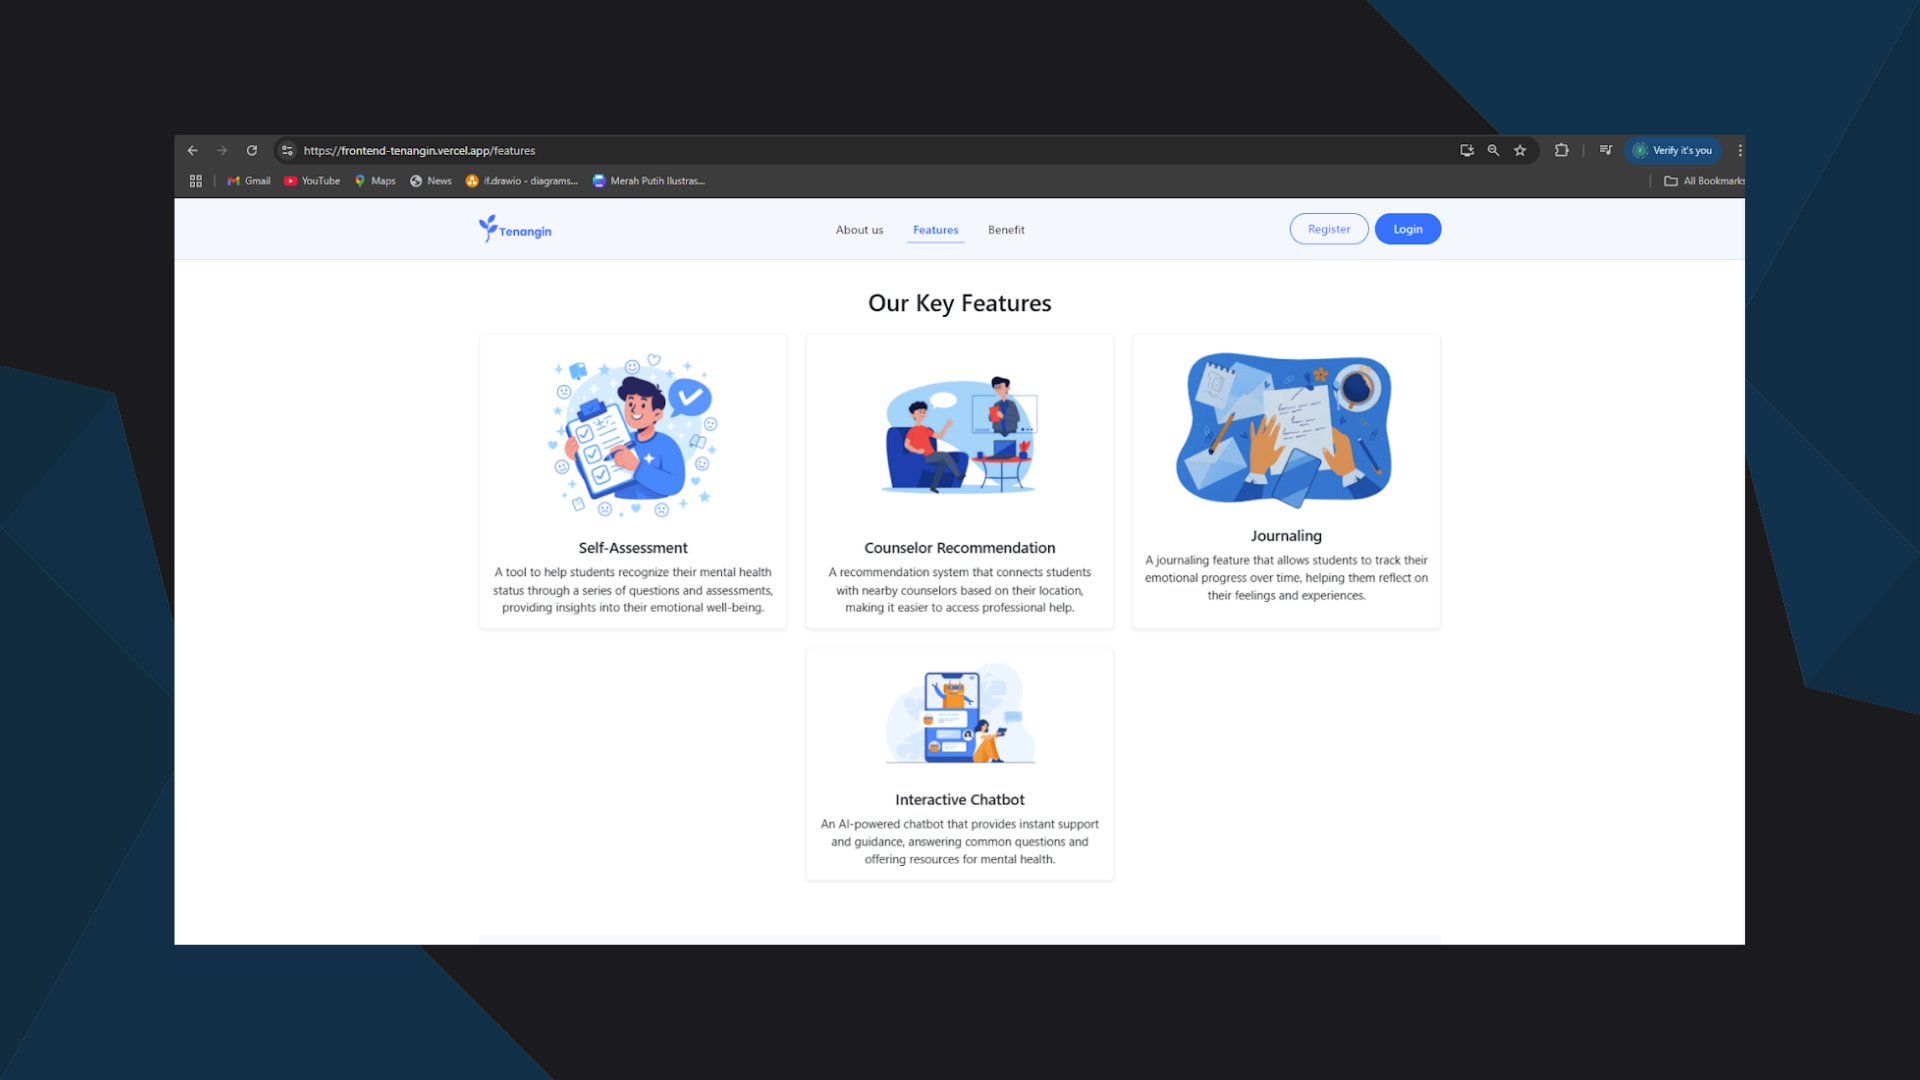 https://frontend-tenangin.vercel.app/features
Verify it's you
Gmail YouTube Maps News if.drawio - diagrams... Merah Putih Ilustras... All Bookmarks
Tenangin About us Features Benefit Register Login
Our Key Features
Self-Assessment
A tool to help students recognize their mental health
status through a series of questions and assessments,
providing insights into their emotional well-being.
Counselor Recommendation
A recommendation system that connects students
with nearby counselors based on their location,
making it easier to access professional help.
Journaling
A journaling feature that allows students to track their
emotional progress over time, helping them reflect on
their feelings and experiences.
Interactive Chatbot
An AI-powered chatbot that provides instant support
and guidance, answering common questions and
offering resources for mental health.